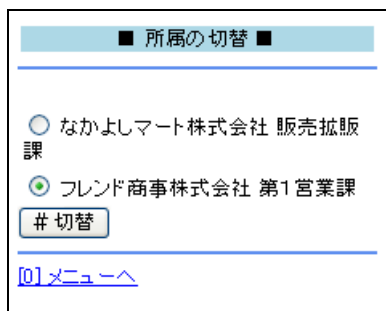 ■ 所属の切替 ■
なかよしマート株式会社 販売拡販
課
フレンド商事株式会社 第1営業課
# 切替
[0] メニューへ